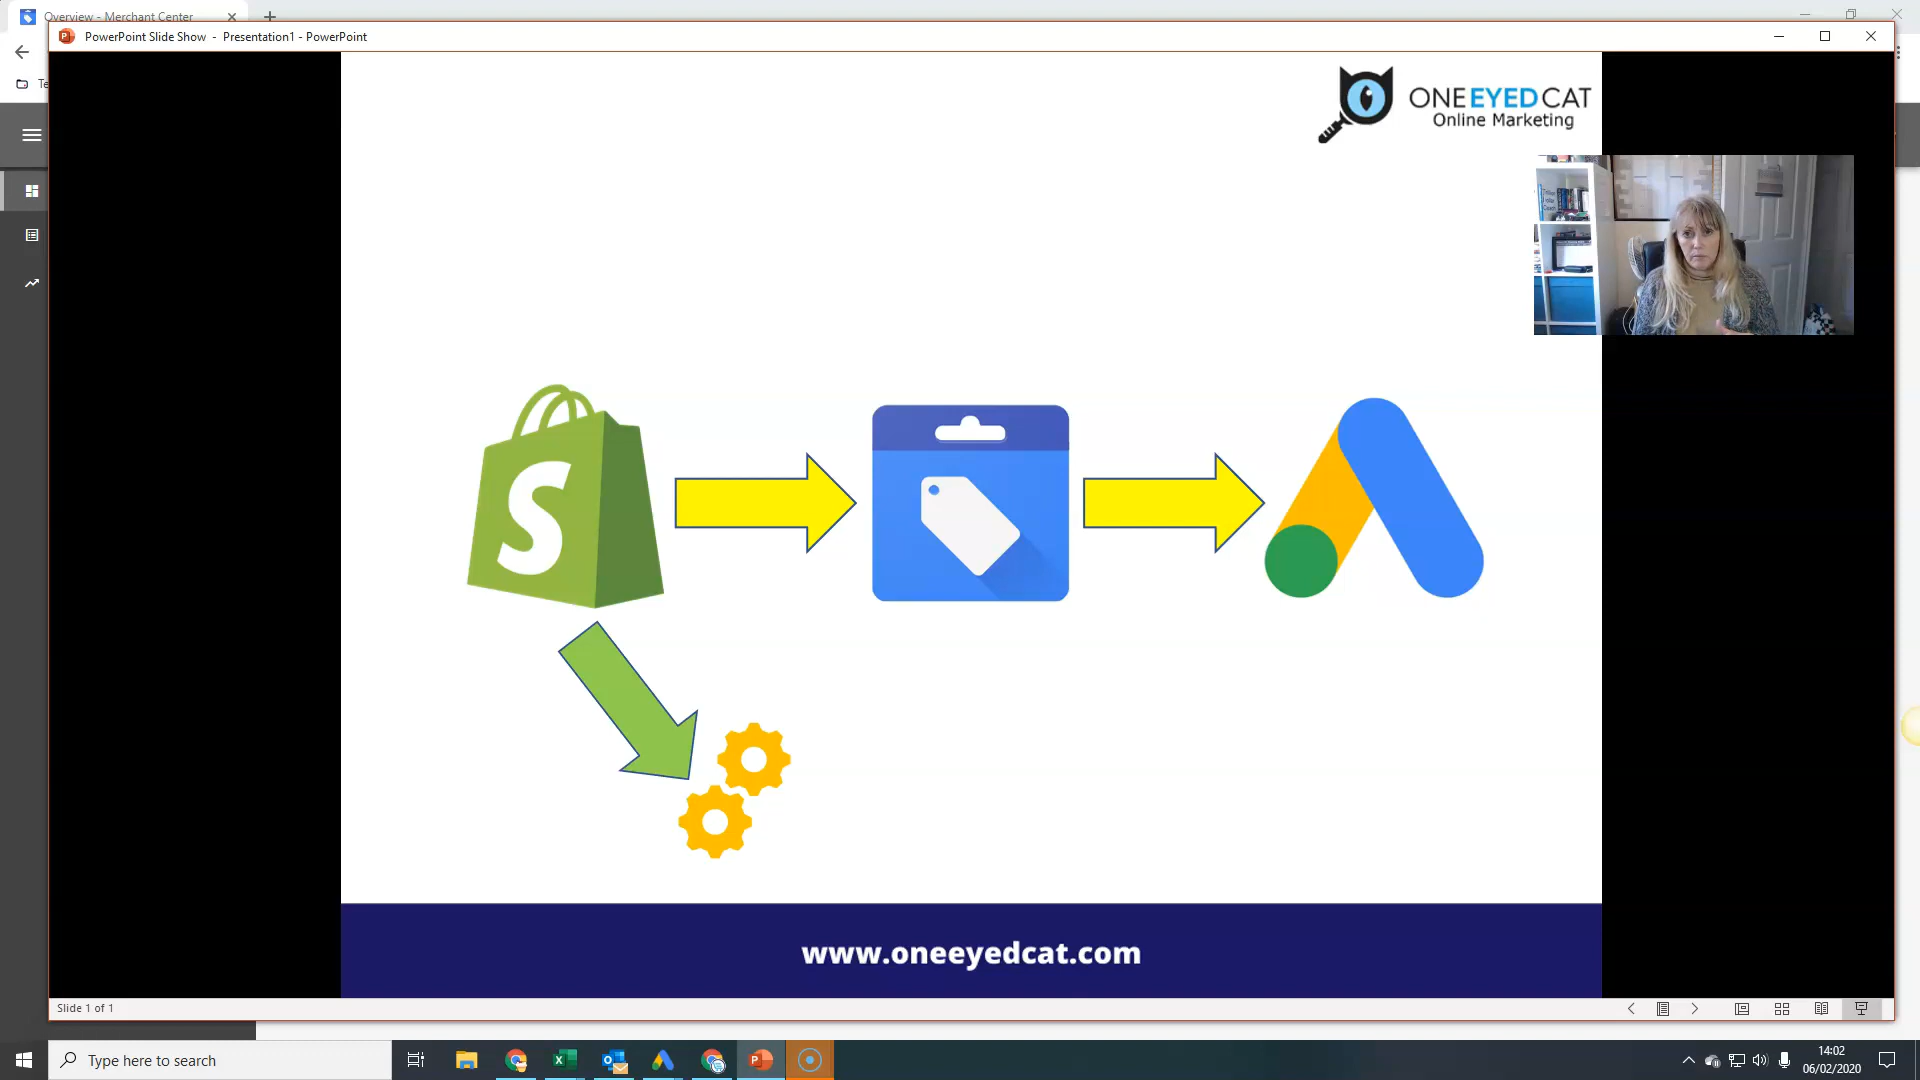 Overview - Merchant Center
PowerPoint Slide Show - Presentation1 - PowerPoint
Te
ONEEYEDCAT
Online Marketing
S
www.oneeyedcat.com
Slide 1 of 1
Type here to search
14:02
06/02/2020